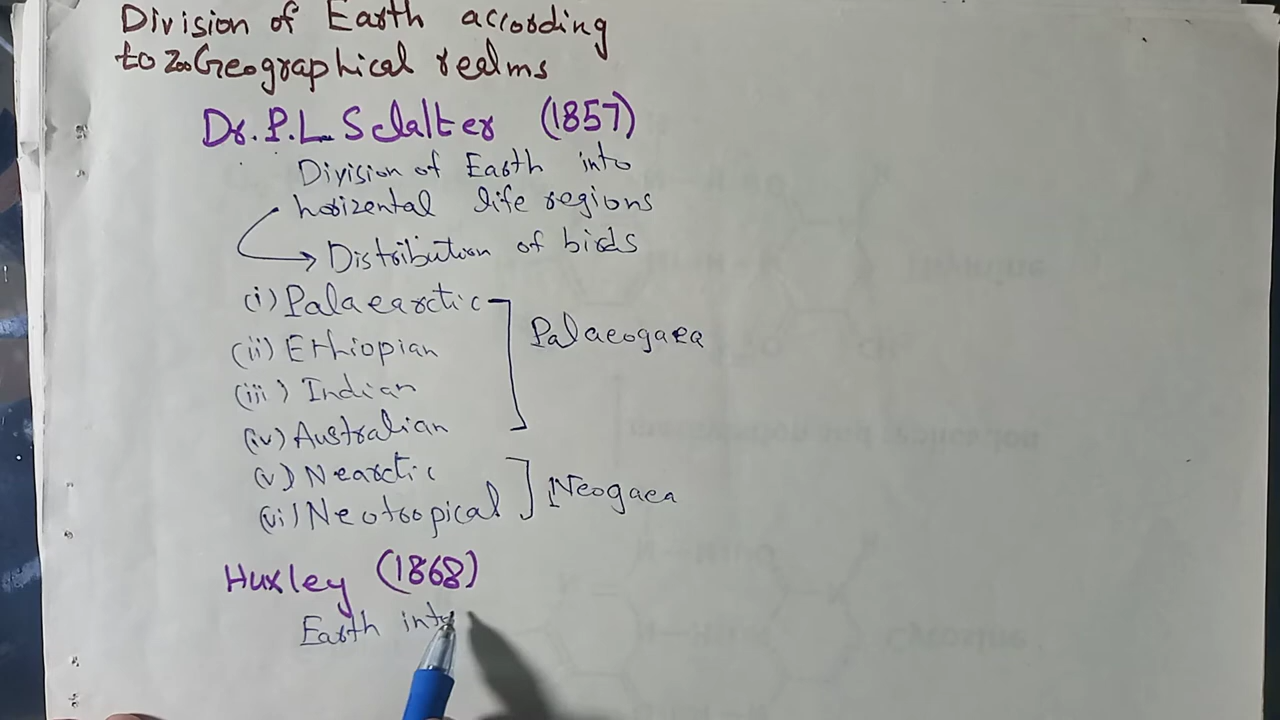 Division of Earth according
to ZooGeographical realms
Dr. P.L. Sclalter (1857)
Division of Earth into
horizental life regions
Distribution of birds
(i) Palaearctic
(ii) Ethiopian
Palaeogaea
(iii) Indian
(iv) Australian
(v) Nearctic
(vi) Neotropical
Neogaea
Huxley (1868)
Earth into